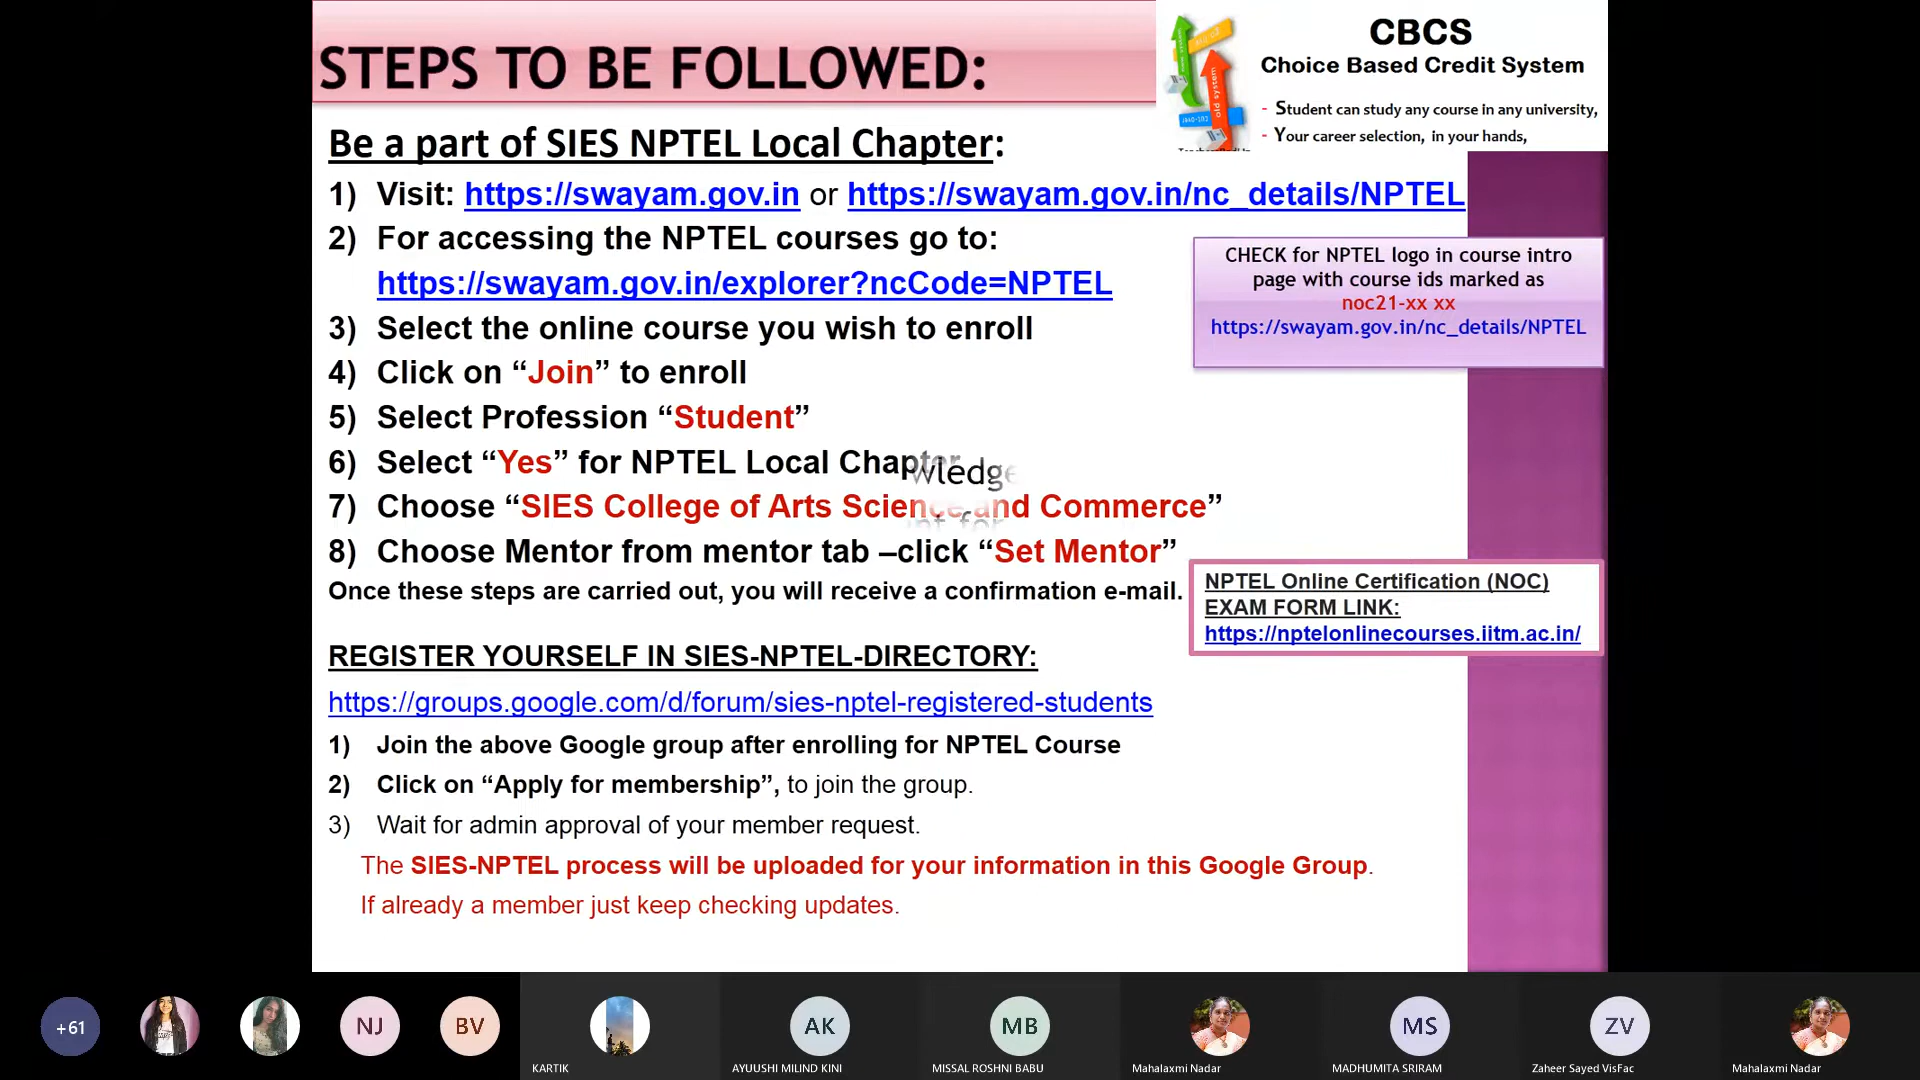 STEPS TO BE FOLLOWED:
CBCS
Choice Based Credit System
- Student can study any course in any university,
- Your career selection, in your hands,
old system
Be a part of SIES NPTEL Local Chapter:
1) Visit: https://swayam.gov.in or https://swayam.gov.in/nc_details/NPTEL
2) For accessing the NPTEL courses go to:
https://swayam.gov.in/explorer?ncCode=NPTEL
3) Select the online course you wish to enroll
4) Click on “Join” to enroll
5) Select Profession “Student”
6) Select “Yes” for NPTEL Local Chapter
7) Choose “SIES College of Arts Science and Commerce”
8) Choose Mentor from mentor tab –click “Set Mentor”
Once these steps are carried out, you will receive a confirmation e-mail.
CHECK for NPTEL logo in course intro
page with course ids marked as
noc21-xx xx
https://swayam.gov.in/nc_details/NPTEL
NPTEL Online Certification (NOC)
EXAM FORM LINK:
https://nptelonlinecourses.iitm.ac.in/
REGISTER YOURSELF IN SIES-NPTEL-DIRECTORY:
https://groups.google.com/d/forum/sies-nptel-registered-students
1) Join the above Google group after enrolling for NPTEL Course
2) Click on “Apply for membership”, to join the group.
3) Wait for admin approval of your member request.
The SIES-NPTEL process will be uploaded for your information in this Google Group.
If already a member just keep checking updates.
+61
NJ
BV
KARTIK
AK
AYUUSHI MILIND KINI
MB
MISSAL ROSHNI BABU
Mahalaxmi Nadar
MS
MADHUMITA SRIRAM
ZV
Zaheer Sayed VisFac
Mahalaxmi Nadar